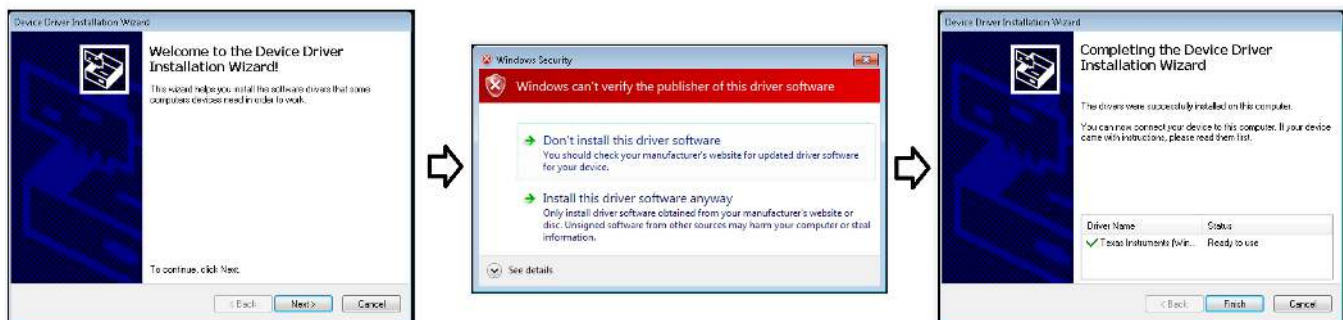 Device Driver Installation Wizard
Welcome to the Device Driver
Installation Wizard!
This wizard helps you install the software drivers that some
computers devices need in order to work.
To continue, click Next.
< Back
Next >
Cancel
Windows Security
Windows can't verify the publisher of this driver software
Don't install this driver software
You should check your manufacturer's website for updated driver software
for your device.
Install this driver software anyway
Only install driver software obtained from your manufacturer's website or
disc. Unsigned software from other sources may harm your computer or steal
information.
See details
Device Driver Installation Wizard
Completing the Device Driver
Installation Wizard
The drivers were successfully installed on this computer.
You can now connect your device to this computer. If your device
came with instructions, please read them first.
Driver Name Status
Texas Instruments (win... Ready to use
< Back
Finish
Cancel